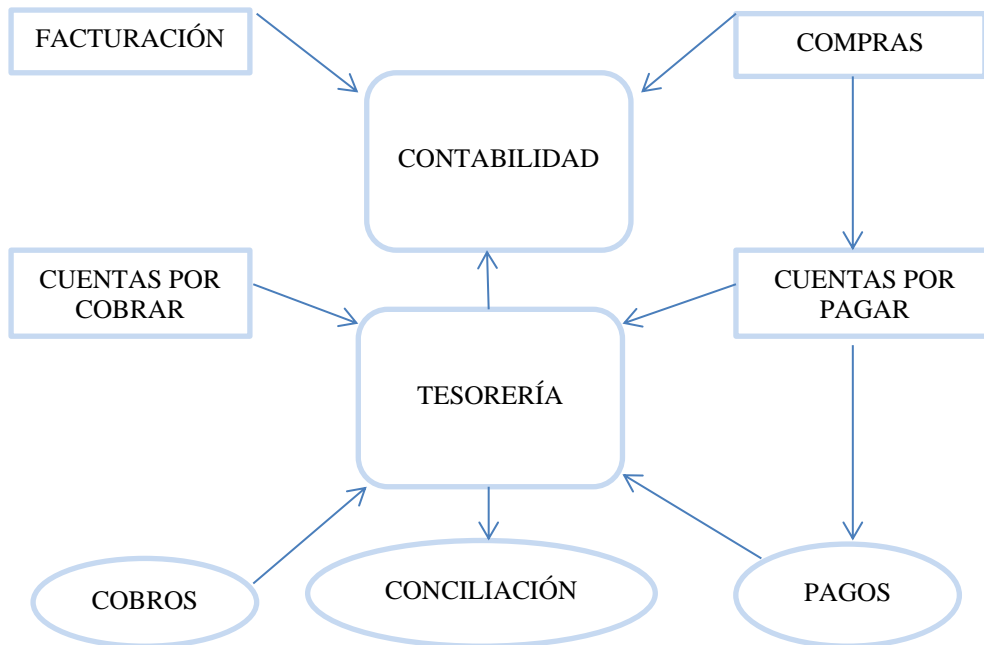 FACTURACIÓN
COMPRAS
CONTABILIDAD
CUENTAS POR
COBRAR
CUENTAS POR
PAGAR
TESORERÍA
COBROS
CONCILIACIÓN
PAGOS